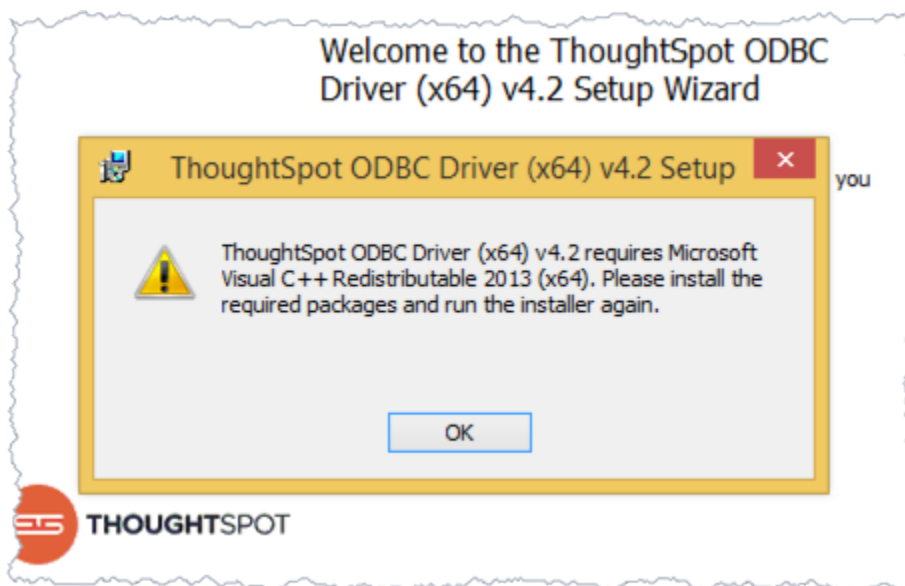 Welcome to the ThoughtSpot ODBC
Driver (x64) v4.2 Setup Wizard
ThoughtSpot ODBC Driver (x64) v4.2 Setup
you
ThoughtSpot ODBC Driver (x64) v4.2 requires Microsoft
Visual C++ Redistributable 2013 (x64). Please install the
required packages and run the installer again.
OK
THOUGHTSPOT